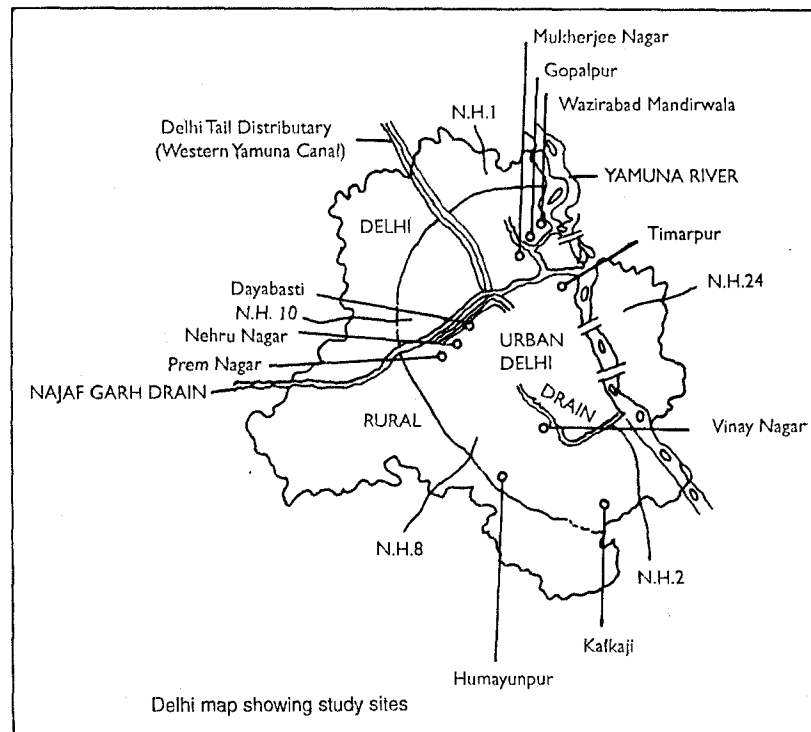 Mukherjee Nagar
Gopalpur
Wazirabad Mandirwala
N.H.1
Delhi Tail Distributary
(Western Yamuna Canal)
YAMUNA RIVER
DELHI
Timarpur
N.H.24
Dayabasti
N.H. 10
Nehru Nagar
URBAN
DELHI
Prem Nagar
NAJAF GARH DRAIN
DRAIN
RURAL
Vinay Nagar
N.H.8
N.H.2
Kalkaji
Humayunpur
Delhi map showing study sites